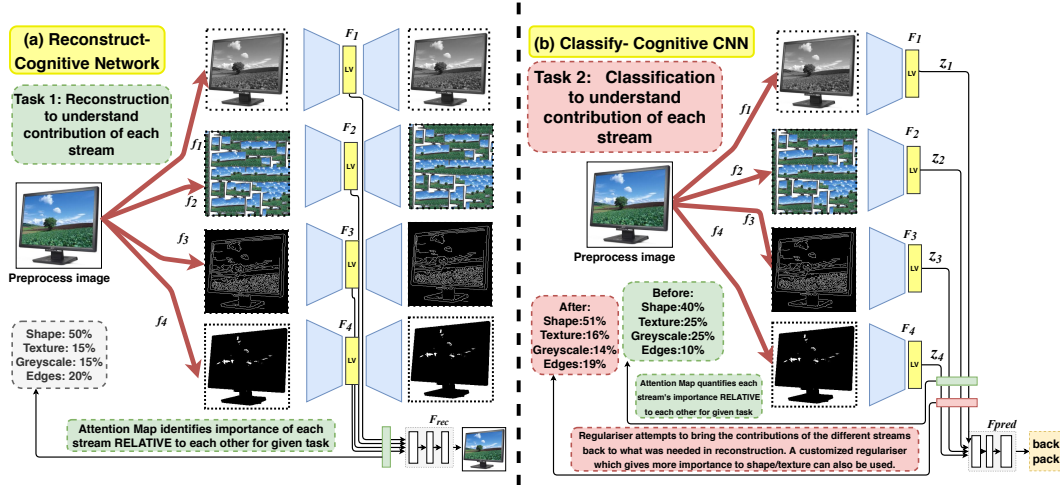 (a) Reconstruct-
Cognitive Network
Task 1: Reconstruction
to understand
contribution of each
stream
Preprocess image
f1
f2
f3
f4
F1
LV
F2
LV
F3
LV
F4
LV
Shape: 50%
Texture: 15%
Greyscale: 15%
Edges: 20%
Attention Map identifies importance of each
stream RELATIVE to each other for given task
Frec
(b) Classify- Cognitive CNN
Task 2: Classification
to understand
contribution of each
stream
Preprocess image
f1
f2
f3
f4
F1
LV
z1
F2
LV
z2
F3
LV
z3
F4
LV
z4
After:
Shape:51%
Texture:16%
Greyscale:14%
Edges:19%
Before:
Shape:40%
Texture:25%
Greyscale:25%
Edges:10%
Attention Map quantifies each
stream's importance RELATIVE
to each other for given task
Regulariser attempts to bring the contributions of the different streams
back to what was needed in reconstruction. A customized regulariser
which gives more importance to shape/texture can also be used.
Fpred
back
pack